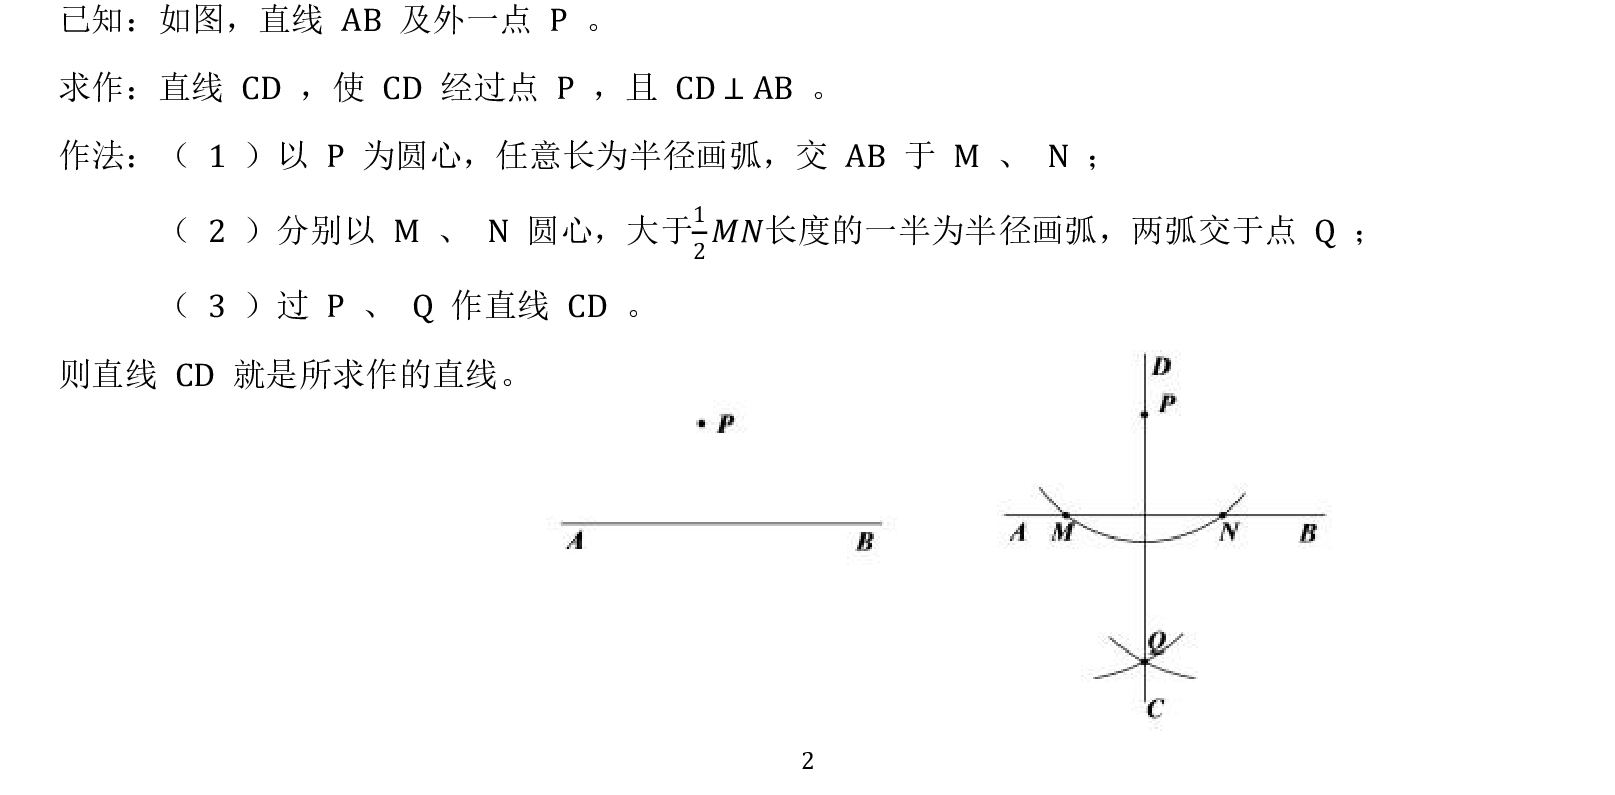 已知：如图，直线 AB 及外一点 P 。
求作：直线 CD ，使 CD 经过点 P ，且 CD⊥AB 。
作法：（ 1 ）以 P 为圆心，任意长为半径画弧，交 AB 于 M 、 N ；
（ 2 ）分别以 M 、 N 圆心，大于\frac{1}{2}MN长度的一半为半径画弧，两弧交于点 Q ；
（ 3 ）过 P 、 Q 作直线 CD 。
则直线 CD 就是所求作的直线。
P
A B
D
P
A M N B
Q
C
2